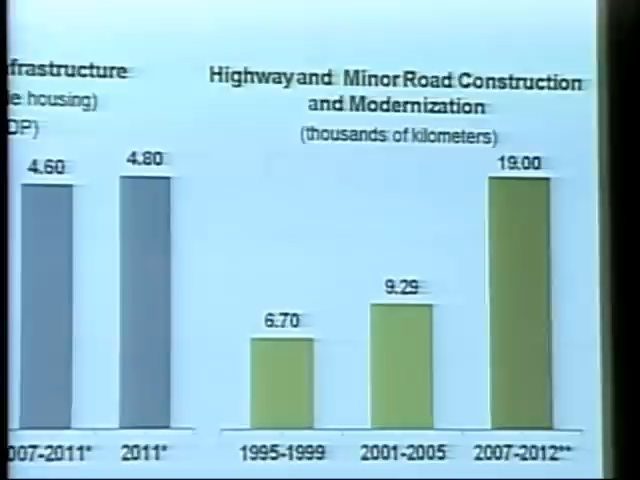 frastructure
e housing)
DP)
4.60
4.80
007-2011*
2011*
Highway and Minor Road Construction
and Modernization
(thousands of kilometers)
6.70
9.29
19.00
1995-1999
2001-2005
2007-2012**